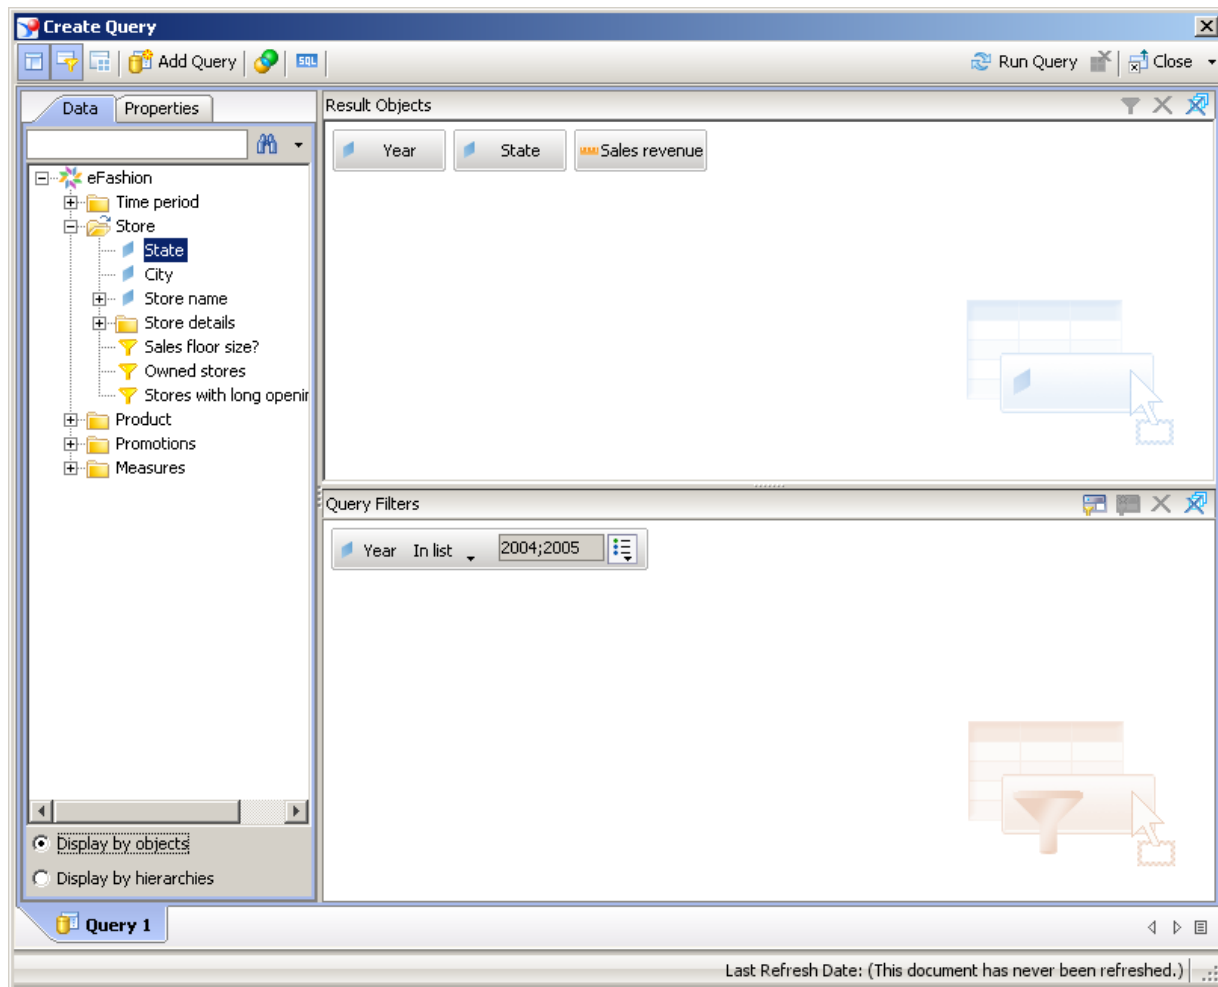 Create Query
Add Query SQL Run Query Close
Data Properties
eFashion
Time period
Store
State
City
Store name
Store details
Sales floor size?
Owned stores
Stores with long openir
Product
Promotions
Measures
Display by objects
Display by hierarchies
Result Objects
Year State Sales revenue
Query Filters
Year In list 2004;2005
Query 1
Last Refresh Date: (This document has never been refreshed.)